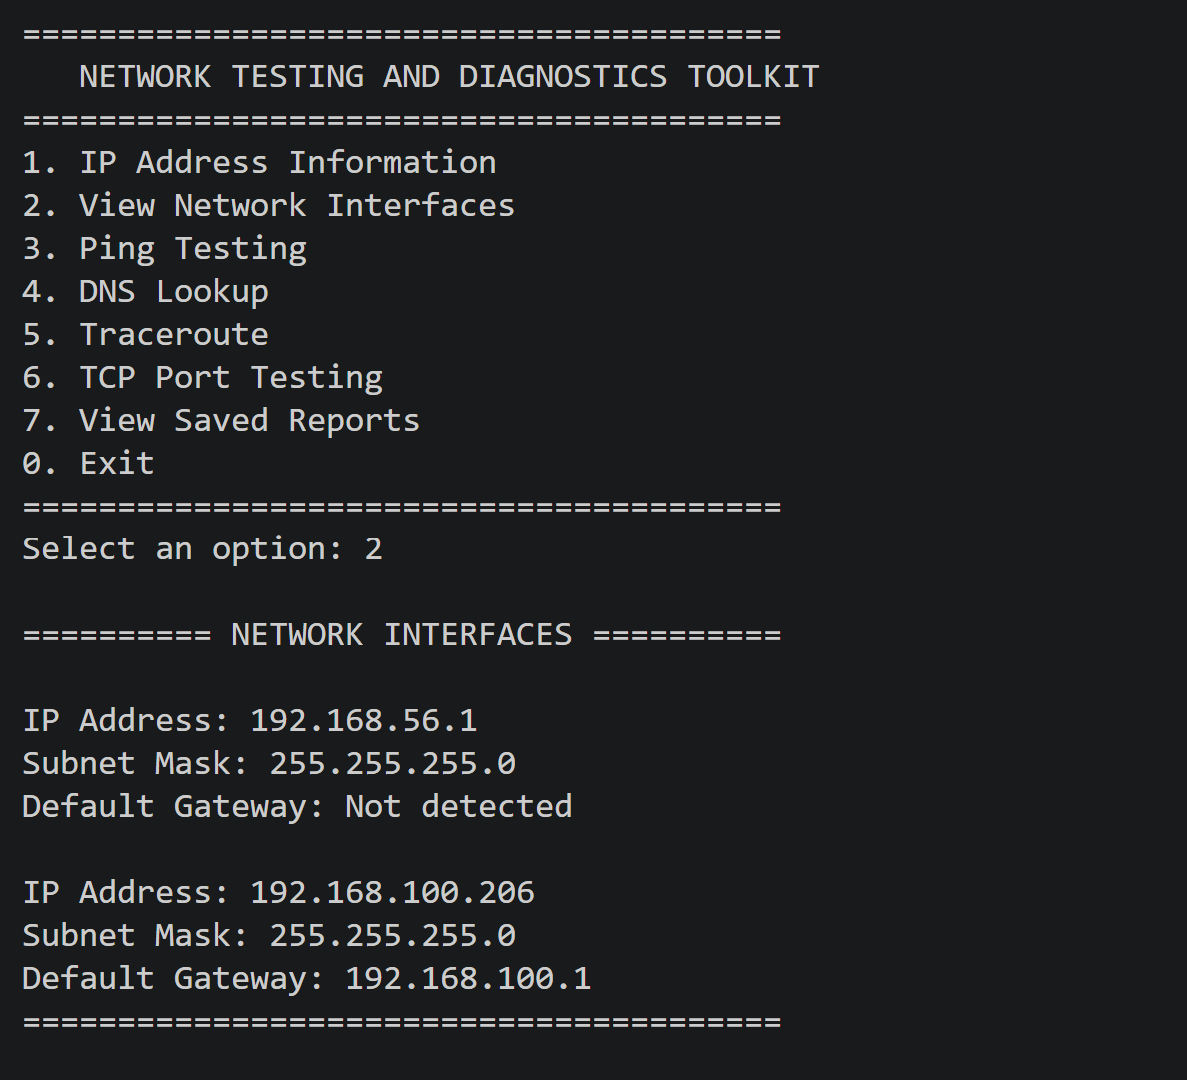 ========================================
   NETWORK TESTING AND DIAGNOSTICS TOOLKIT
========================================
1. IP Address Information
2. View Network Interfaces
3. Ping Testing
4. DNS Lookup
5. Traceroute
6. TCP Port Testing
7. View Saved Reports
0. Exit
========================================
Select an option: 2

========== NETWORK INTERFACES ==========

IP Address: 192.168.56.1
Subnet Mask: 255.255.255.0
Default Gateway: Not detected

IP Address: 192.168.100.206
Subnet Mask: 255.255.255.0
Default Gateway: 192.168.100.1
========================================